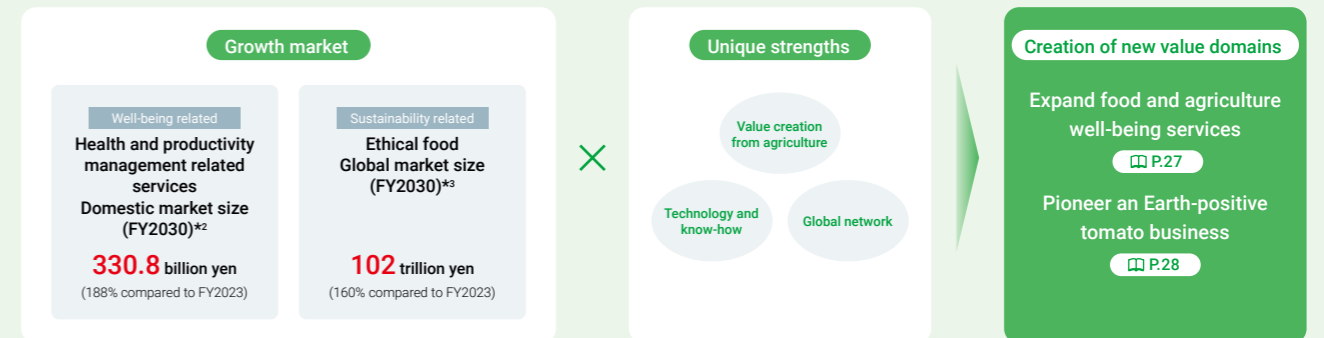 Growth market
Well-being related
Health and productivity
management related
services
Domestic market size
(FY2030)*2
330.8 billion yen
(188% compared to FY2023)
Sustainability related
Ethical food
Global market size
(FY2030)*3
102 trillion yen
(160% compared to FY2023)
×
Unique strengths
Value creation
from agriculture
Technology and
know-how
Global network
Creation of new value domains
Expand food and agriculture
well-being services
P.27
Pioneer an Earth-positive
tomato business
P.28